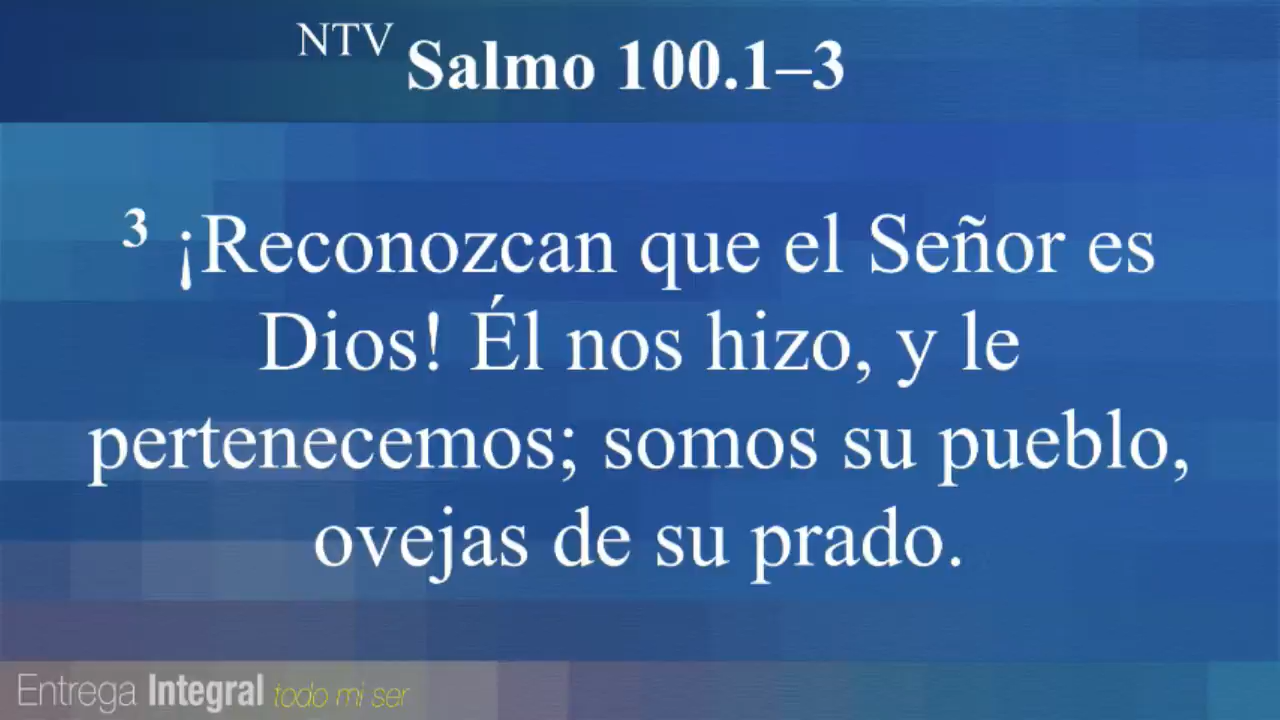 NTV Salmo 100.1–3
3 ¡Reconozcan que el Señor es
Dios! Él nos hizo, y le
pertenecemos; somos su pueblo,
ovejas de su prado.
Entrega Integral todo mi ser